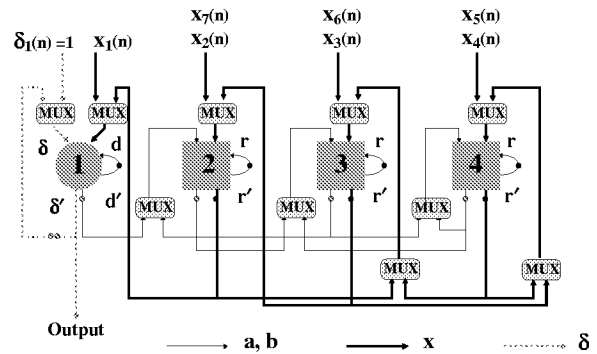 x₇(n) x₆(n) x₅(n)
δ₁(n) =1 x₁(n) x₂(n) x₃(n) x₄(n)
MUX MUX MUX MUX MUX
δ d r r r
1 2 3 4
δ′ d′ r′ r′ r′
MUX MUX MUX
MUX MUX
Output
a, b x δ